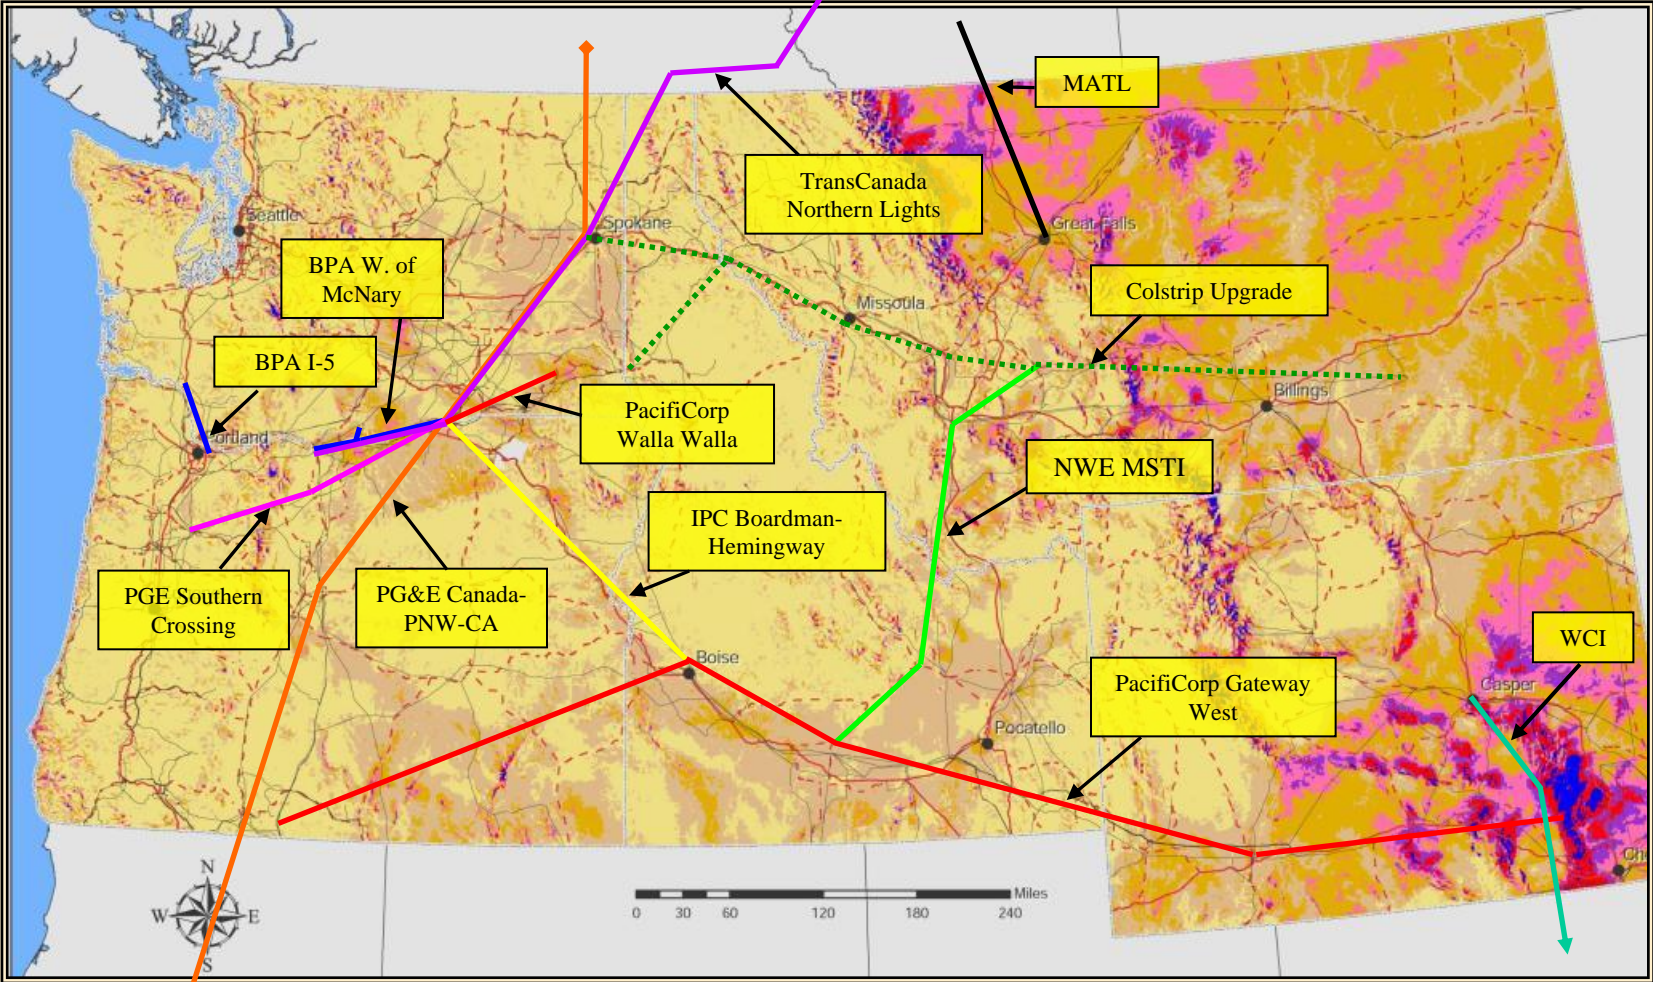 MATL
TransCanada
Northern Lights
Seattle
Spokane
Great Falls
BPA W. of
McNary
Colstrip Upgrade
Missoula
BPA I-5
Billings
PacifiCorp
Walla Walla
Portland
NWE MSTI
IPC Boardman-
Hemingway
PGE Southern
Crossing
PG&E Canada-
PNW-CA
WCI
Boise
PacifiCorp Gateway
West
Casper
Pocatello
Ch
N
W
E
S
Miles
0 30 60 120 180 240